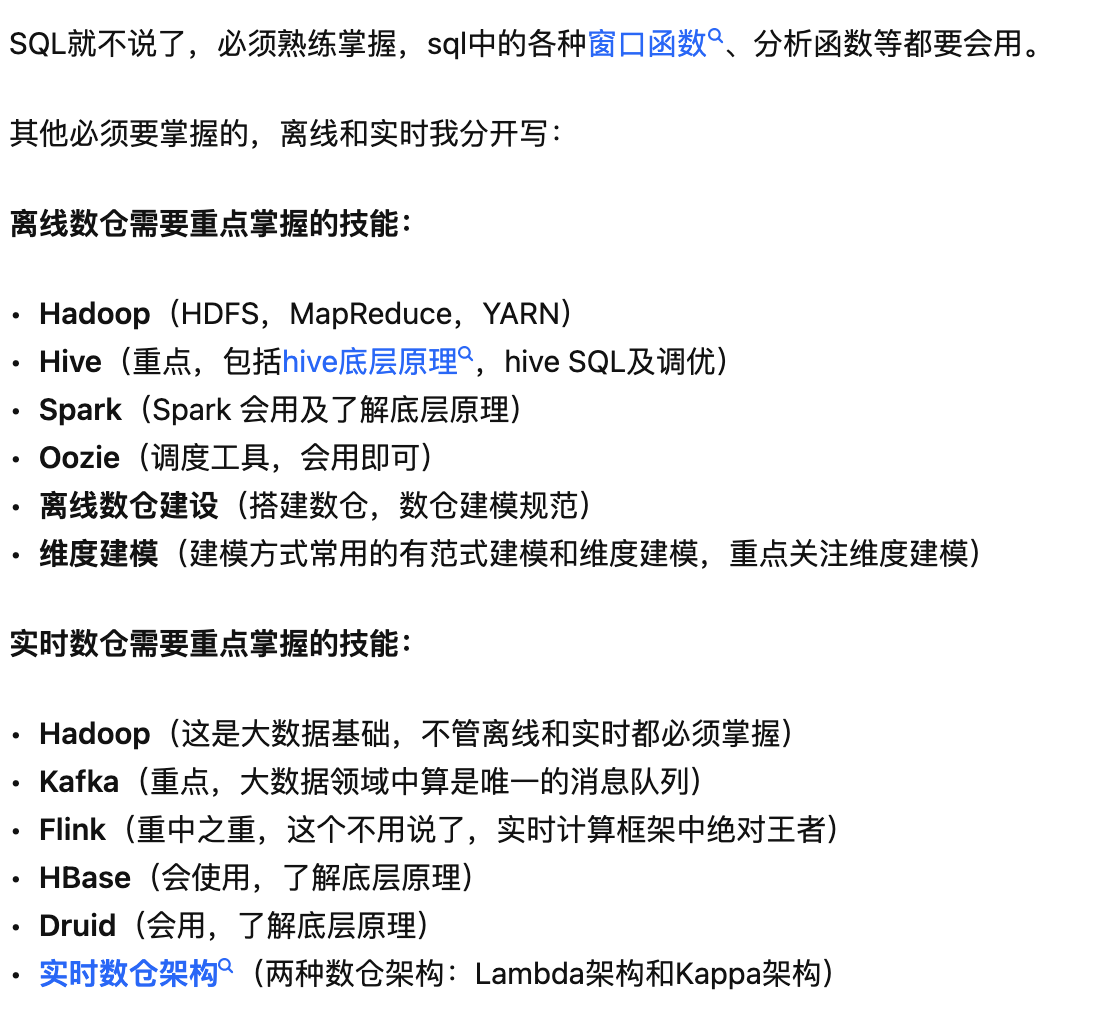 SQL就不说了，必须熟练掌握，sql中的各种窗口函数、分析函数等都要会用。
其他必须要掌握的，离线和实时我分开写：
离线数仓需要重点掌握的技能：
• Hadoop（HDFS，MapReduce，YARN）
• Hive（重点，包括hive底层原理，hive SQL及调优）
• Spark（Spark 会用及了解底层原理）
• Oozie（调度工具，会用即可）
• 离线数仓建设（搭建数仓，数仓建模规范）
• 维度建模（建模方式常用的有范式建模和维度建模，重点关注维度建模）
实时数仓需要重点掌握的技能：
• Hadoop（这是大数据基础，不管离线和实时都必须掌握）
• Kafka（重点，大数据领域中算是唯一的消息队列）
• Flink（重中之重，这个不用说了，实时计算框架中绝对王者）
• HBase（会使用，了解底层原理）
• Druid（会用，了解底层原理）
• 实时数仓架构（两种数仓架构：Lambda架构和Kappa架构）